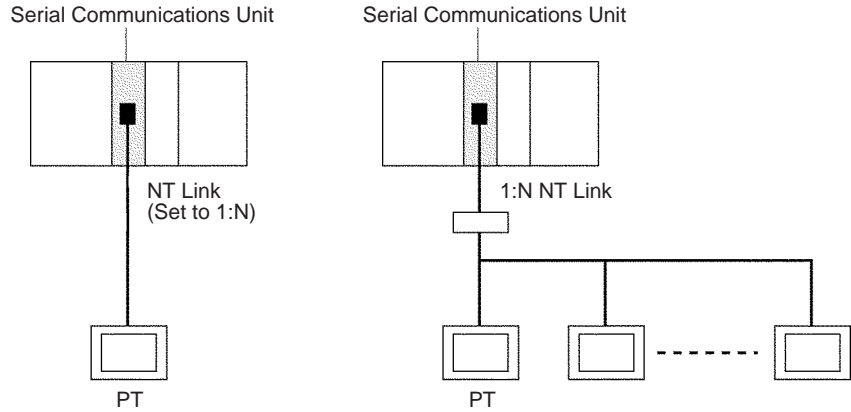 Serial Communications Unit
NT Link
(Set to 1:N)
PT
Serial Communications Unit
1:N NT Link
PT